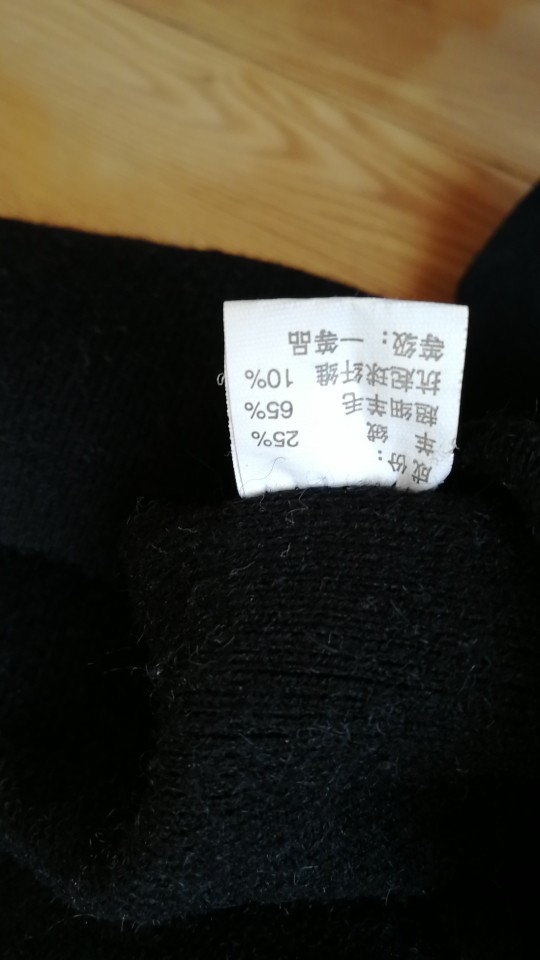 成份：
羊 绒 25%
超细羊毛 65%
抗起球纤维 10%
等级：一等品